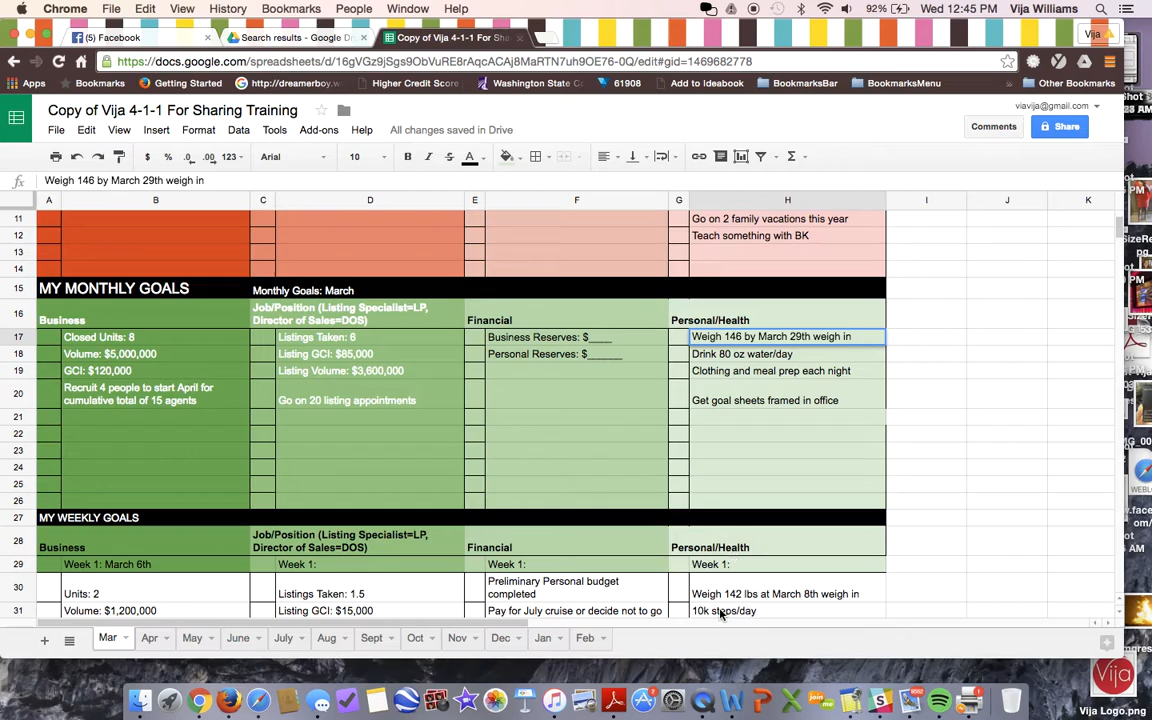 Chrome File Edit View History Bookmarks People Window Help 92% Wed 12:45 PM Vija Williams
(5) Facebook Search results - Google Dr Copy of Vija 4-1-1 For Sharing Vija
https://docs.google.com/spreadsheets/d/16gVGz9jSgs9ObVuRE8rAqcACAj8MaRTN7uh9OE76-0Q/edit#gid=1469682778
Apps Bookmarks Getting Started http://dreamerboy. Higher Credit Score Washington State Co 61908 Add to Ideabook BookmarksBar BookmarksMenu Other Bookmarks
Copy of Vija 4-1-1 For Sharing Training viavija@gmail.com
File Edit View Insert Format Data Tools Add-ons Help All changes saved in Drive Comments Share
$ % .0 .00 123 Arial 10 B I S A
fx Weigh 146 by March 29th weigh in
A B C D E F G H I J K
11 Go on 2 family vacations this year
12 Teach something with BK
13
14
15 MY MONTHLY GOALS Monthly Goals: March
16 Business Job/Position (Listing Specialist=LP, Director of Sales=DOS) Financial Personal/Health
17 Closed Units: 8 Listings Taken: 6 Business Reserves: $____ Weigh 146 by March 29th weigh in
18 Volume: $5,000,000 Listing GCI: $85,000 Personal Reserves: $______ Drink 80 oz water/day
19 GCI: $120,000 Listing Volume: $3,600,000 Clothing and meal prep each night
20 Recruit 4 people to start April for cumulative total of 15 agents Go on 20 listing appointments Get goal sheets framed in office
21
22
23
24
25
26
27 MY WEEKLY GOALS
28 Business Job/Position (Listing Specialist=LP, Director of Sales=DOS) Financial Personal/Health
29 Week 1: March 6th Week 1: Week 1: Week 1:
30 Units: 2 Listings Taken: 1.5 Preliminary Personal budget completed Weigh 142 lbs at March 8th weigh in
31 Volume: $1,200,000 Listing GCI: $15,000 Pay for July cruise or decide not to go 10k steps/day
Mar Apr May June July Aug Sept Oct Nov Dec Jan Feb
Vija Logo.png